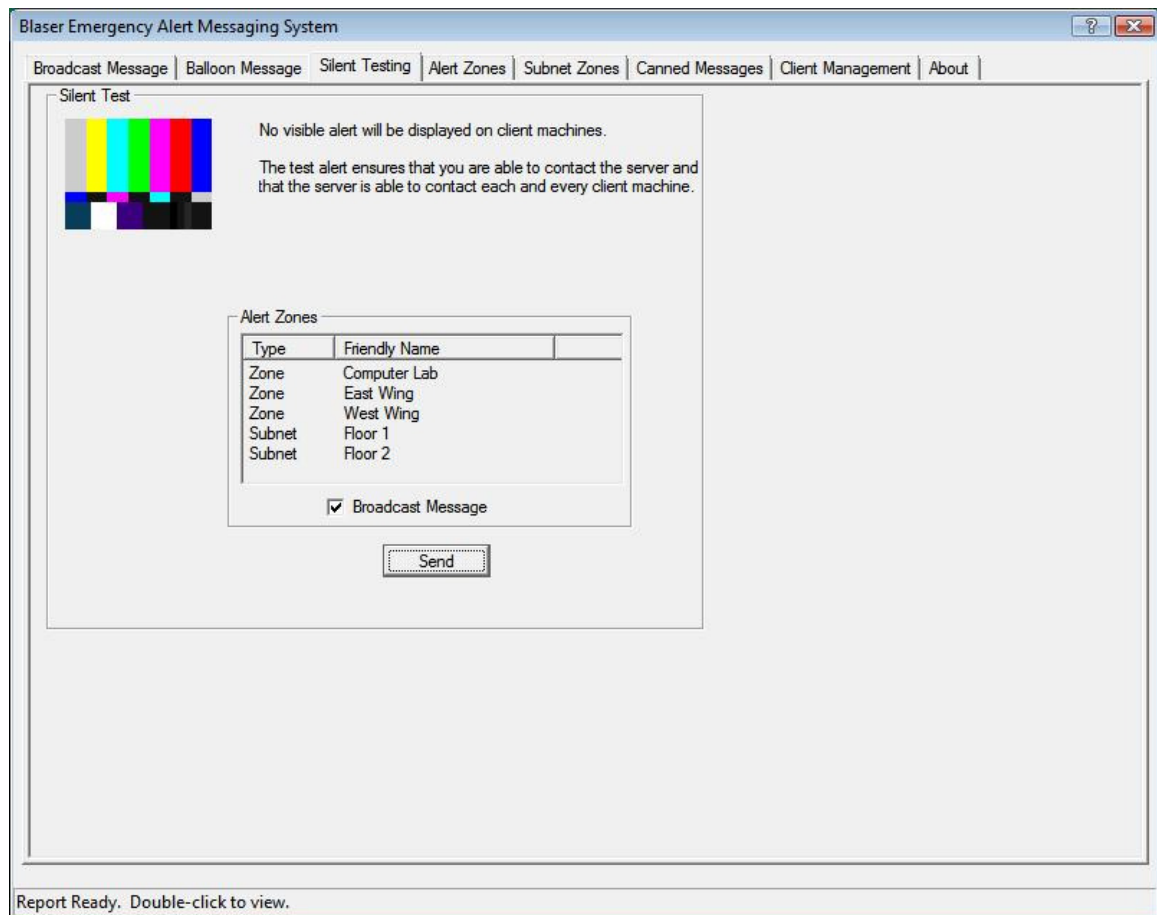 Blaser Emergency Alert Messaging System
Broadcast Message Balloon Message Silent Testing Alert Zones Subnet Zones Canned Messages Client Management About
Silent Test
No visible alert will be displayed on client machines.
The test alert ensures that you are able to contact the server and
that the server is able to contact each and every client machine.
Alert Zones
Type Friendly Name
Zone Computer Lab
Zone East Wing
Zone West Wing
Subnet Floor 1
Subnet Floor 2
Broadcast Message
Send
Report Ready. Double-click to view.